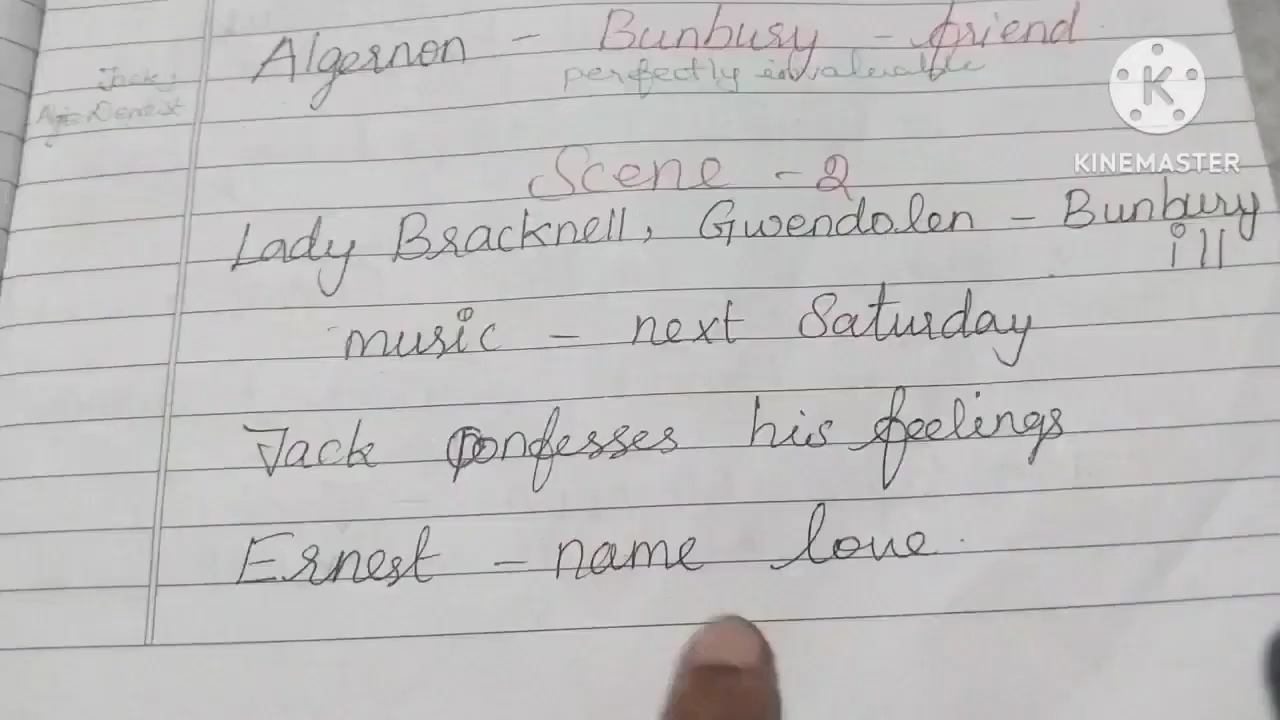 Algernon - Bunbury - friend
perfectly invaluable
Jack
Scene - 2
Lady Bracknell, Gwendolen - Bunbury
ill
music - next Saturday
Jack confesses his feelings
Ernest - name love.
KINEMASTER